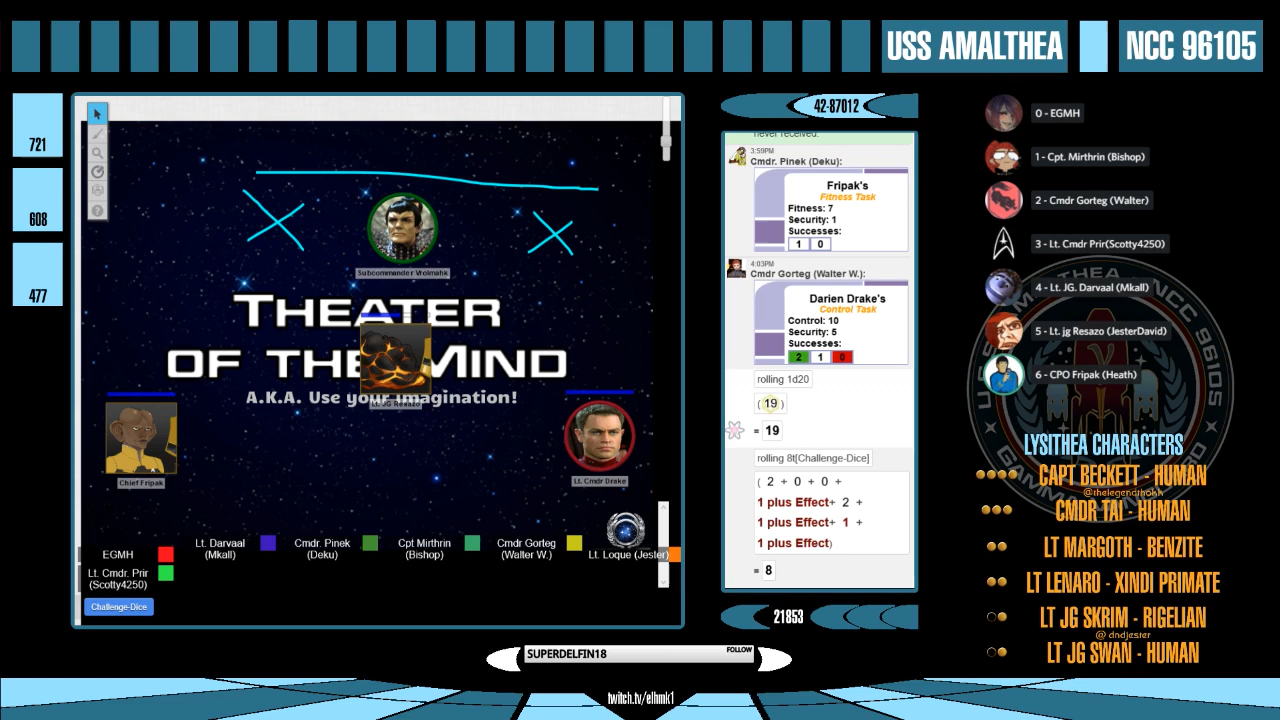 USS AMALTHEA
NCC 96105
721
608
477
42-87012
never received.
3:59PM
Cmdr. Pinek (Deku):
Fripak's
Fitness Task
Fitness: 7
Security: 1
Successes:
1 0
4:03PM
Cmdr Gorteg (Walter W.):
Darien Drake's
Control Task
Control: 10
Security: 5
Successes:
2 1 0
rolling 1d20
(19)
= 19
rolling 8t[Challenge-Dice]
( 2 + 0 + 0 +
1 plus Effect+ 2 +
1 plus Effect+ 1 +
1 plus Effect)
= 8
21853
Subcommander Vrolmahk
THEATER
OF THE MIND
A.K.A. Use your imagination!
Lt. JG Resazo
Chief Fripak
Lt. Cmdr Drake
EGMH
Lt. Darvaal
(Mkall)
Cmdr. Pinek
(Deku)
Cpt Mirthrin
(Bishop)
Cmdr Gorteg
(Walter W.)
Lt. Loque (Jester)
Lt. Cmdr. Prir
(Scotty4250)
Challenge-Dice
0 - EGMH
1 - Cpt. Mirthrin (Bishop)
2 - Cmdr Gorteg (Walter)
3 - Lt. Cmdr Prir(Scotty4250)
4 - Lt. JG. Darvaal (Mkall)
5 - Lt. jg Resazo (JesterDavid)
6 - CPO Fripak (Heath)
LYSITHEA CHARACTERS
CAPT BECKETT - HUMAN
CMDR TAI - HUMAN
LT MARGOTH - BENZITE
LT LENARO - XINDI PRIMATE
LT JG SKRIM - RIGELIAN
@dndjester
LT JG SWAN - HUMAN
SUPERDELFIN18
FOLLOW
twitch.tv/elhmk1